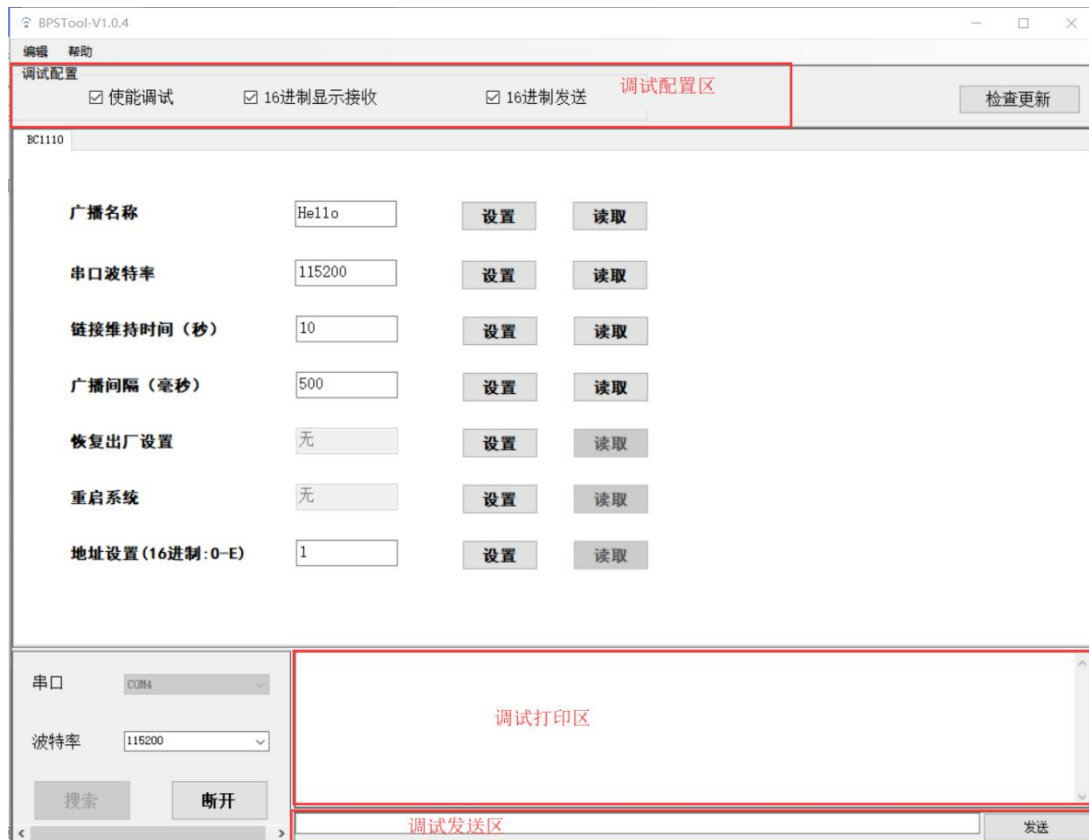 BPSTool-V1.0.4
编辑 帮助
调试配置
使能调试 16进制显示接收 16进制发送 调试配置区 检查更新
BC1110
广播名称 Hello 设置 读取
串口波特率 115200 设置 读取
链接维持时间（秒） 10 设置 读取
广播间隔（毫秒） 500 设置 读取
恢复出厂设置 无 设置 读取
重启系统 无 设置 读取
地址设置(16进制:0-E) 1 设置 读取
串口 COM4
调试打印区
波特率 115200
搜索 断开
调试发送区 发送